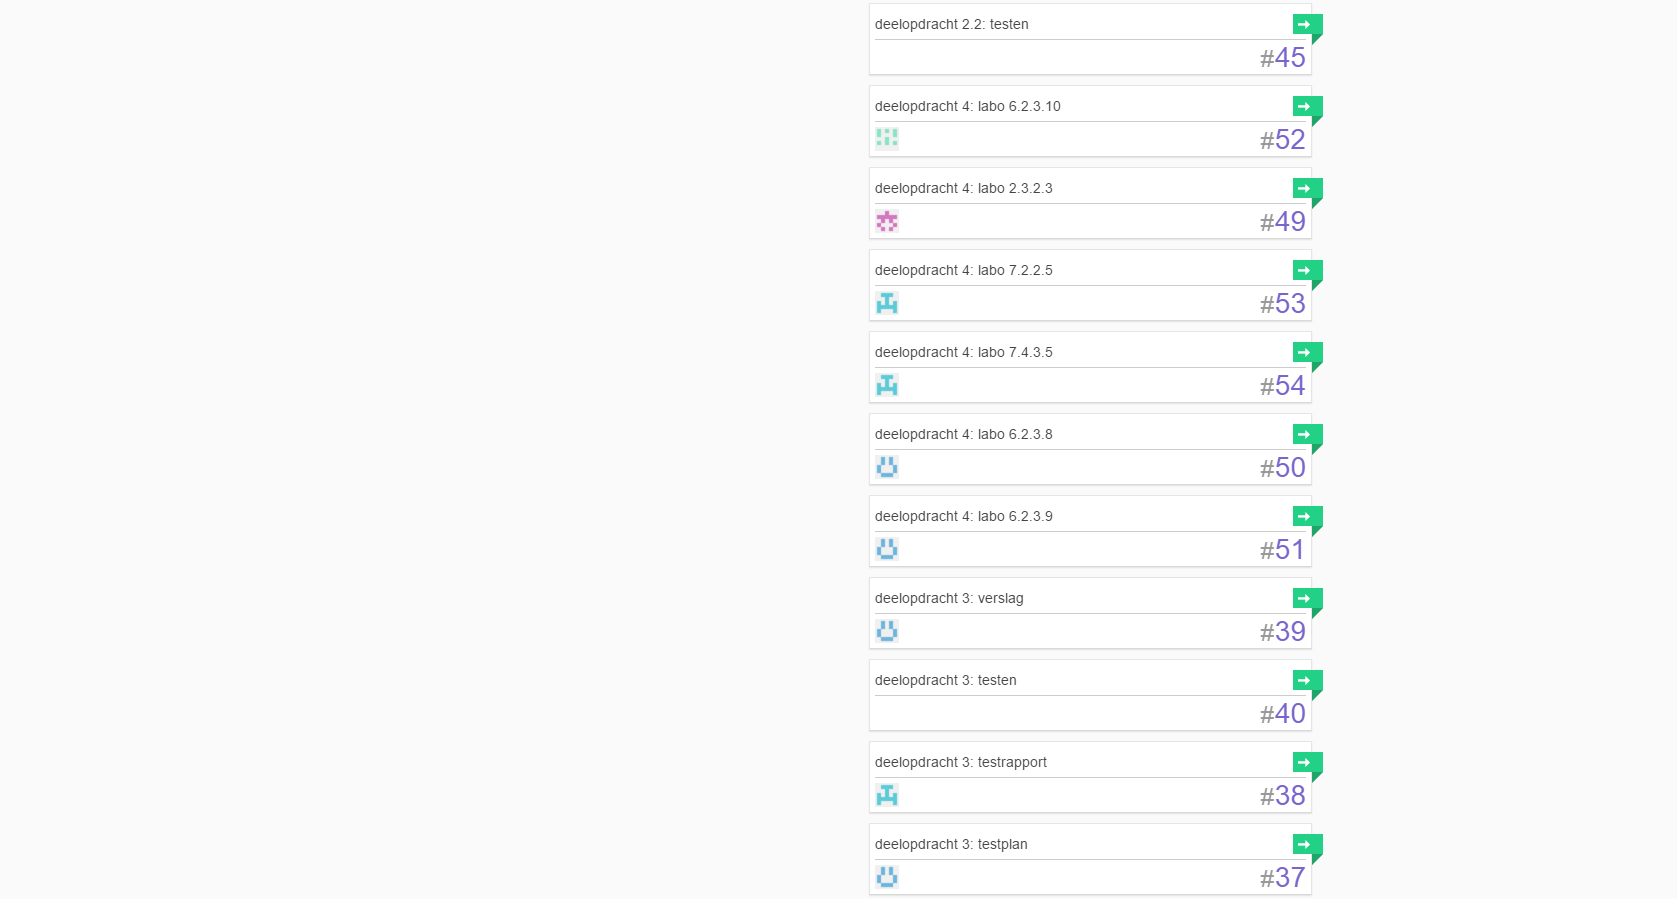 deelopdracht 2.2: testen
#45
deelopdracht 4: labo 6.2.3.10
#52
deelopdracht 4: labo 2.3.2.3
#49
deelopdracht 4: labo 7.2.2.5
#53
deelopdracht 4: labo 7.4.3.5
#54
deelopdracht 4: labo 6.2.3.8
#50
deelopdracht 4: labo 6.2.3.9
#51
deelopdracht 3: verslag
#39
deelopdracht 3: testen
#40
deelopdracht 3: testrapport
#38
deelopdracht 3: testplan
#37